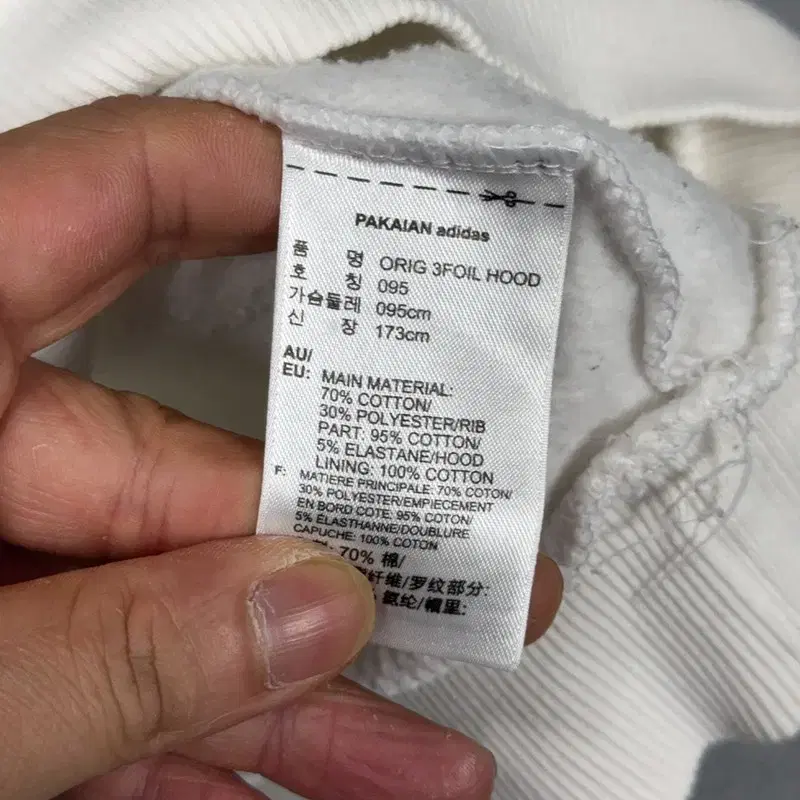 PAKAIAN adidas
품 명 ORIG 3FOIL HOOD
호 칭 095
가슴둘레 095cm
신 장 173cm
AU/
EU: MAIN MATERIAL:
70% COTTON/
30% POLYESTER/RIB
PART: 95% COTTON/
5% ELASTANE/HOOD
LINING: 100% COTTON
F: MATIERE PRINCIPALE: 70% COTON/
30% POLYESTER/EMPIECEMENT
EN BORD COTE: 95% COTON/
5% ELASTHANNE/DOUBLURE
CAPUCHE: 100% COTON
70% 棉/
纤维/罗纹部分:
氨纶/帽里: